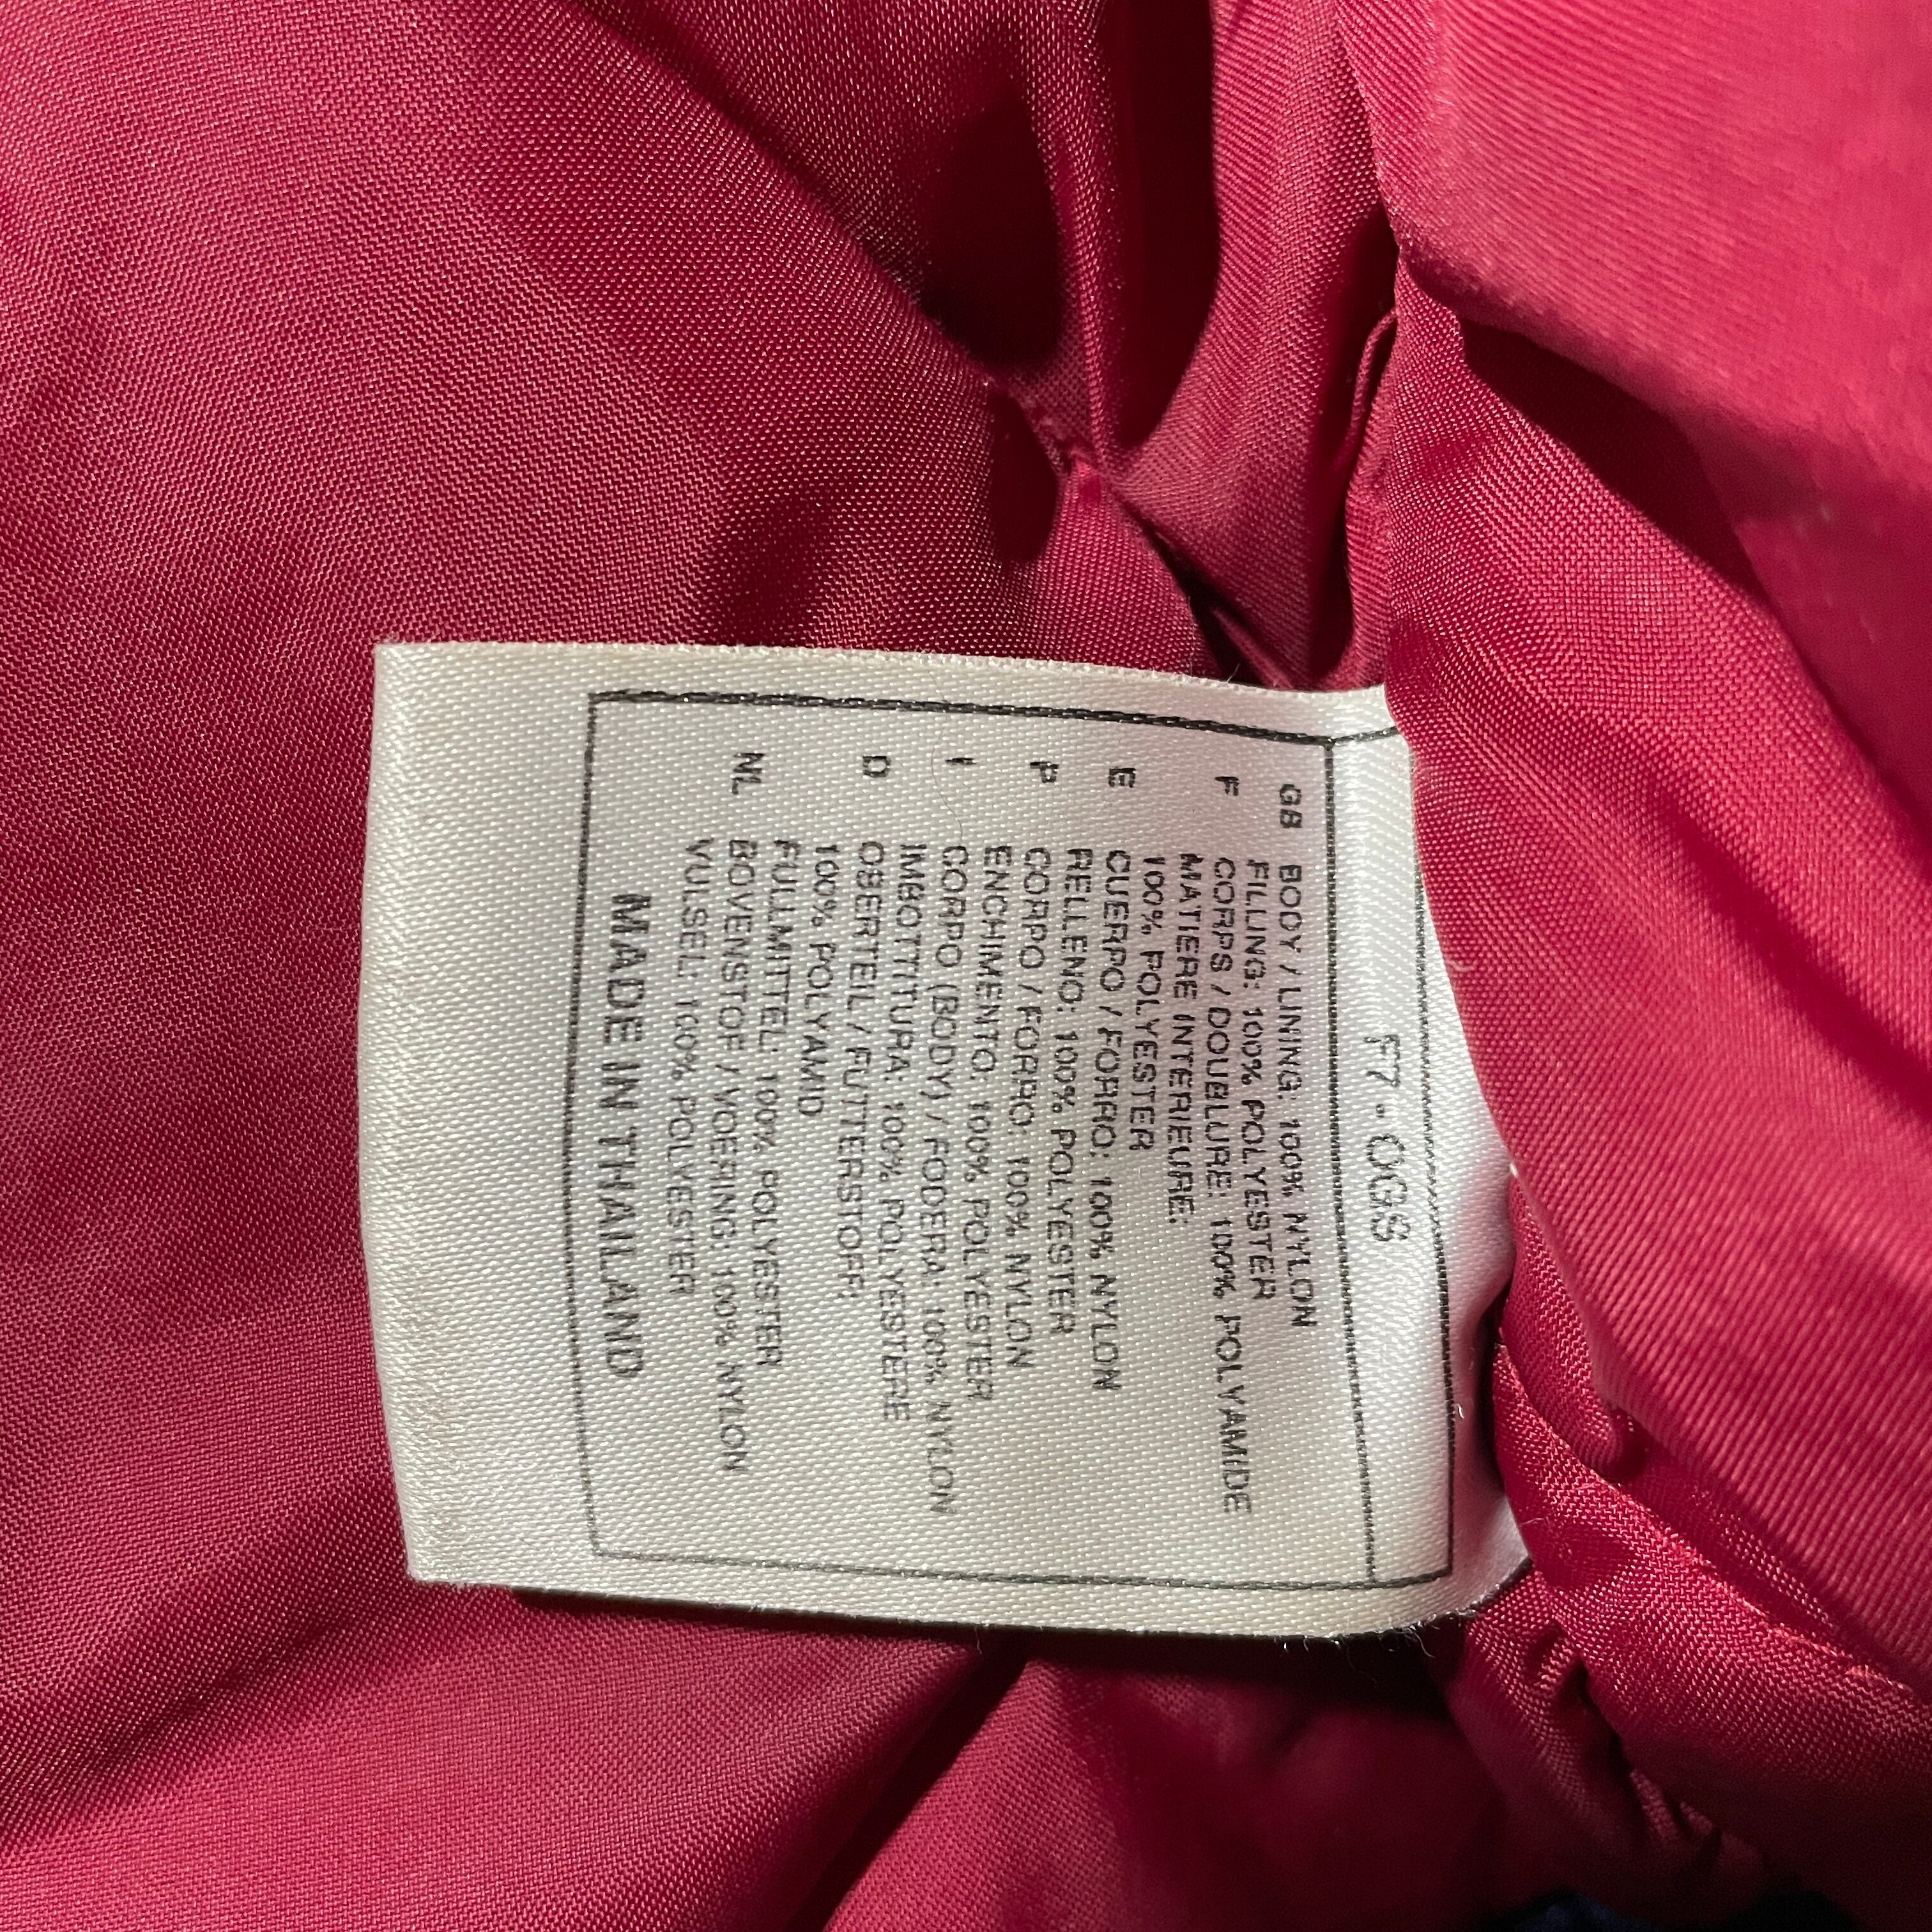 F7 - OGS
GB BODY / LINING: 100% NYLON
FILLING: 100% POLYESTER
F CORPS / DOUBLURE: 100% POLYAMIDE
MATIERE INTERIEURE:
100% POLYESTER
E CUERPO / FORRO: 100% NYLON
RELLENO: 100% POLYESTER
P CORPO / FORRO: 100% NYLON
ENCHIMENTO: 100% POLYESTER
I CORPO (BODY) / FODERA: 100% NYLON
IMBOTTITURA: 100% POLYESTERE
D OBERTEIL / FUTTERSTOFF:
100% POLYAMID
FULLMITTEL: 100% POLYESTER
NL BOVENSTOF / VOERING: 100% NYLON
VULSEL: 100% POLYESTER
MADE IN THAILAND